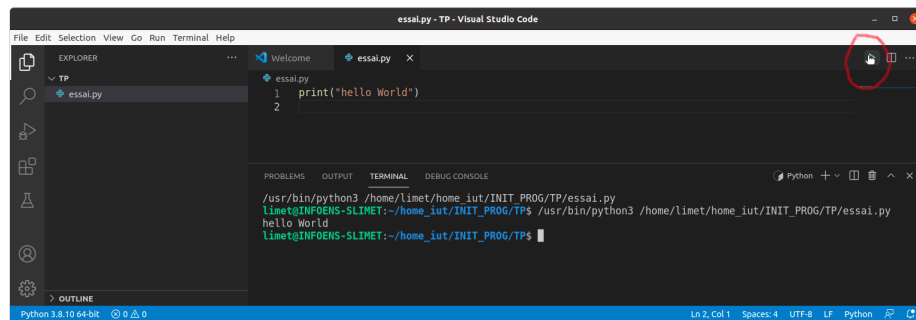 essai.py - TP - Visual Studio Code
File Edit Selection View Go Run Terminal Help
EXPLORER
Welcome
essai.py
TP
essai.py
OUTLINE
essai.py
1 print("hello World")
2
PROBLEMS OUTPUT TERMINAL DEBUG CONSOLE
Python
/usr/bin/python3 /home/limet/home_iut/INIT_PROG/TP/essai.py
limet@INFOENS-SLIMET:~/home_iut/INIT_PROG/TP$ /usr/bin/python3 /home/limet/home_iut/INIT_PROG/TP/essai.py
hello World
limet@INFOENS-SLIMET:~/home_iut/INIT_PROG/TP$
Python 3.8.10 64-bit 0 0
Ln 2, Col 1 Spaces: 4 UTF-8 LF Python